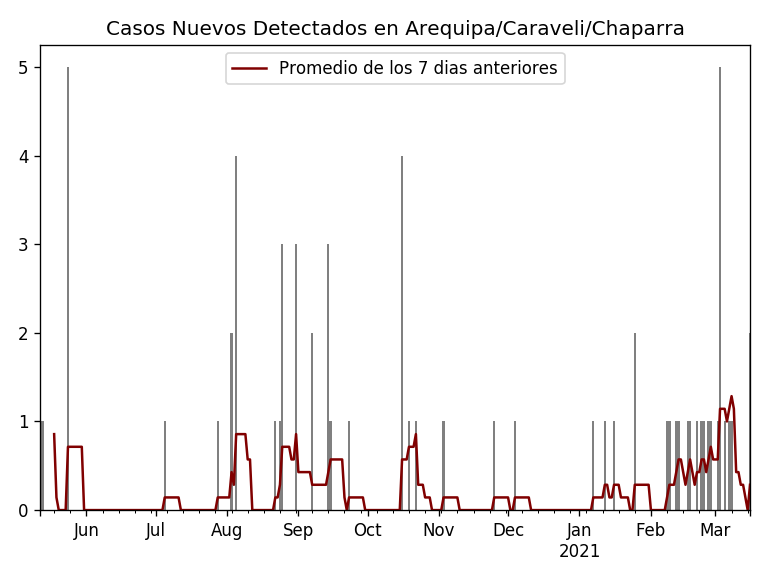 Casos Nuevos Detectados en Arequipa/Caraveli/Chaparra
Promedio de los 7 dias anteriores
5
4
3
2
1
0
Jun Jul Aug Sep Oct Nov Dec Jan Feb Mar
2021